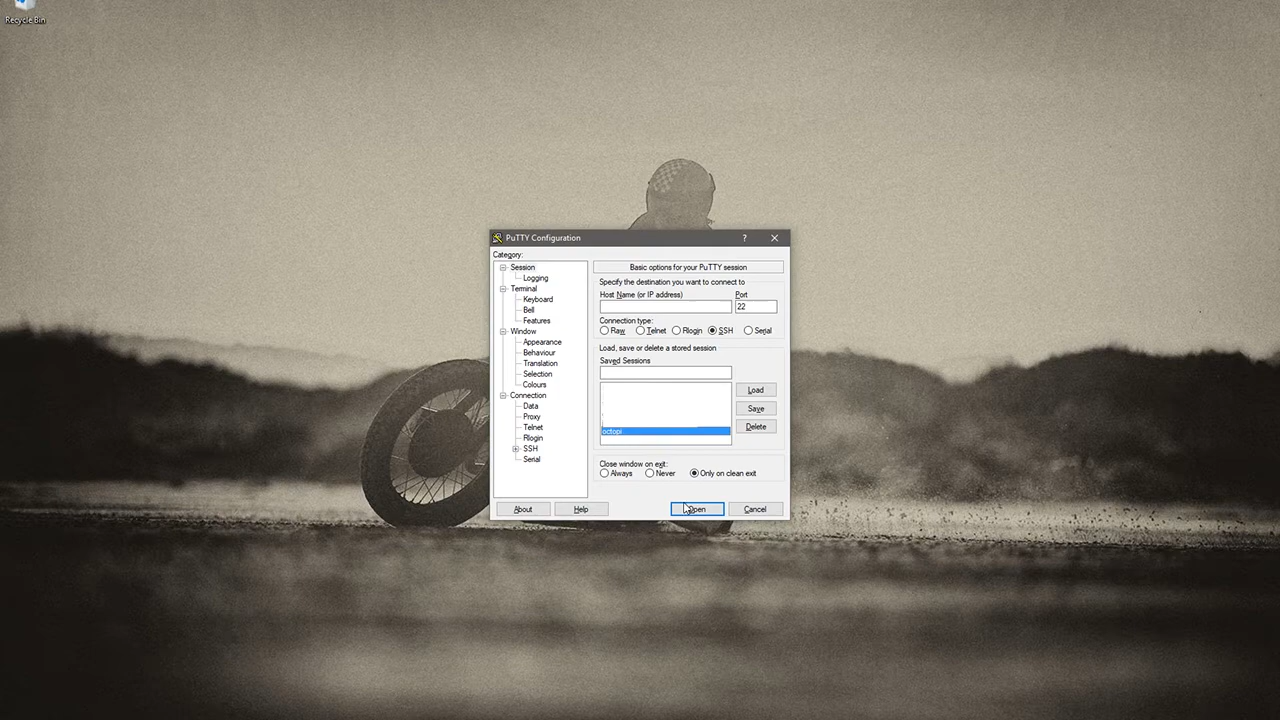 Recycle Bin
PuTTY Configuration
?
Category:
Session
Logging
Terminal
Keyboard
Bell
Features
Window
Appearance
Behaviour
Translation
Selection
Colours
Connection
Data
Proxy
Telnet
Rlogin
SSH
Serial
Basic options for your PuTTY session
Specify the destination you want to connect to
Host Name (or IP address) Port
22
Connection type:
Raw Telnet Rlogin SSH Serial
Load, save or delete a stored session
Saved Sessions
Load
Save
octopi
Delete
Close window on exit:
Always Never Only on clean exit
About Help Open Cancel